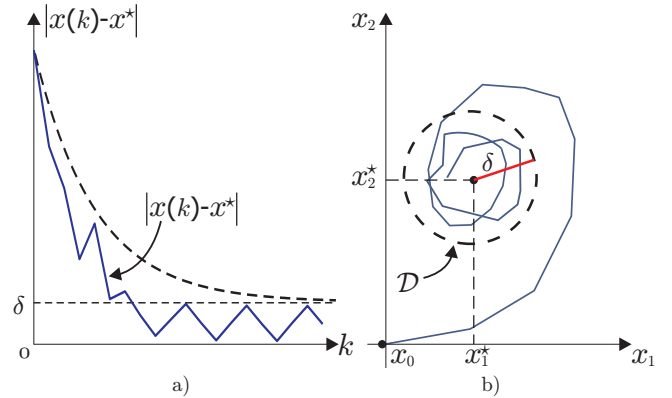 |x(k)-x⋆|
|x(k)-x⋆|
δ
o
k
a)
x₂
x₂⋆
δ
𝒟
x₀
x₁⋆
x₁
b)